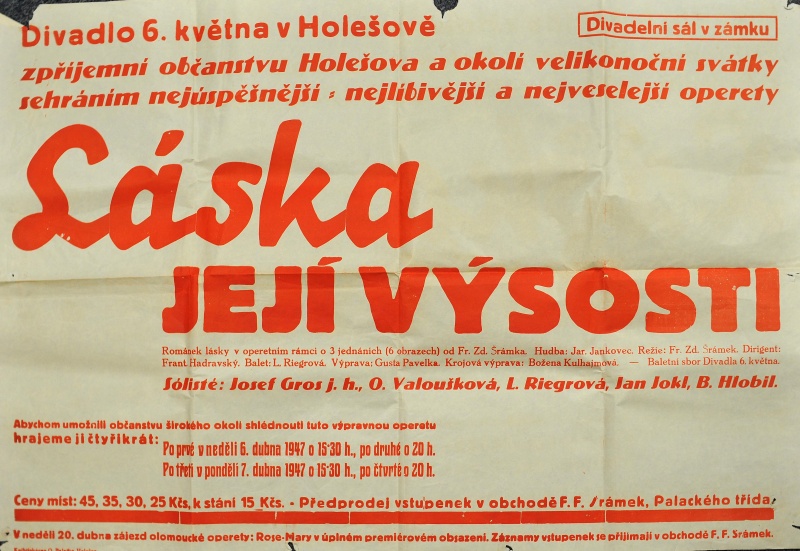 Divadlo 6. května v Holešově
Divadelní sál v zámku
zpříjemní občanstvu Holešova a okolí velikonoční svátky
sehráním nejúspěšnější - nejlíbivější a nejveselejší operety
Láska
JEJÍ VÝSOSTI
Románek lásky v operetním rámci o 3 jednáních (6 obrazech) od Fr. Zd. Šrámka. Hudba: Jar. Jankovec. Režie: Fr. Zd. Šrámek. Dirigent:
Frant. Hadravský. Balet: L. Riegrová. Výprava: Gusta Pavelka. Krojová výprava: Božena Kulhajmová. — Baletní sbor Divadla 6. května.
Sólisté: Josef Gros j. h., O. Valoušková, L. Riegrová, Jan Jokl, B. Hlobil.
Abychom umožnili občanstvu širokého okolí shlédnouti tuto výpravnou operetu
hrajeme ji čtyřikrát:
Po prvé v neděli 6. dubna 1947 o 15·30 h., po druhé o 20 h.
Po třetí v pondělí 7. dubna 1947 o 15·30 h., po čtvrté o 20 h.
Ceny míst: 45, 35, 30, 25 Kčs, k stání 15 Kčs. - Předprodej vstupenek v obchodě F. F. Šrámek, Palackého třída.
V neděli 20. dubna zájezd olomoucké operety: Rose-Mary v úplném premiérovém obsazení. Záznamy vstupenek se přijímají v obchodě F. F. Šrámek.